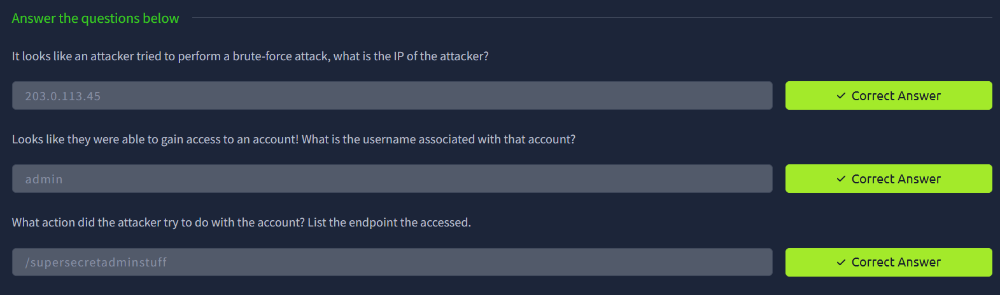 Answer the questions below
It looks like an attacker tried to perform a brute-force attack, what is the IP of the attacker?
203.0.113.45
Correct Answer
Looks like they were able to gain access to an account! What is the username associated with that account?
admin
Correct Answer
What action did the attacker try to do with the account? List the endpoint the accessed.
/supersecretadminstuff
Correct Answer